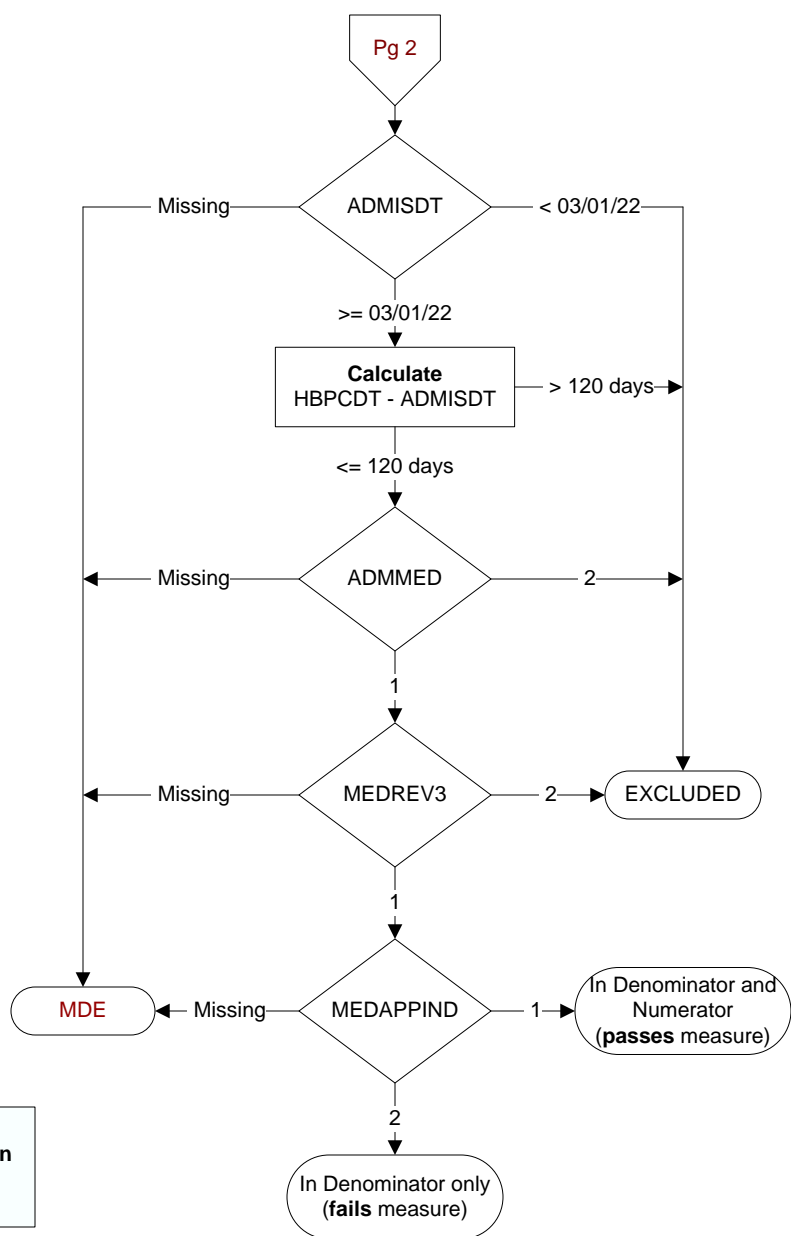 Pg 2
ADMISDT
Missing
< 03/01/22
>= 03/01/22
Calculate
HBPCDT - ADMISDT
> 120 days
<= 120 days
ADMMED
Missing
2
1
MEDREV3
Missing
2
EXCLUDED
1
MEDAPPIND
Missing
MDE
1
In Denominator and
Numerator
(passes measure)
2
In Denominator only
(fails measure)